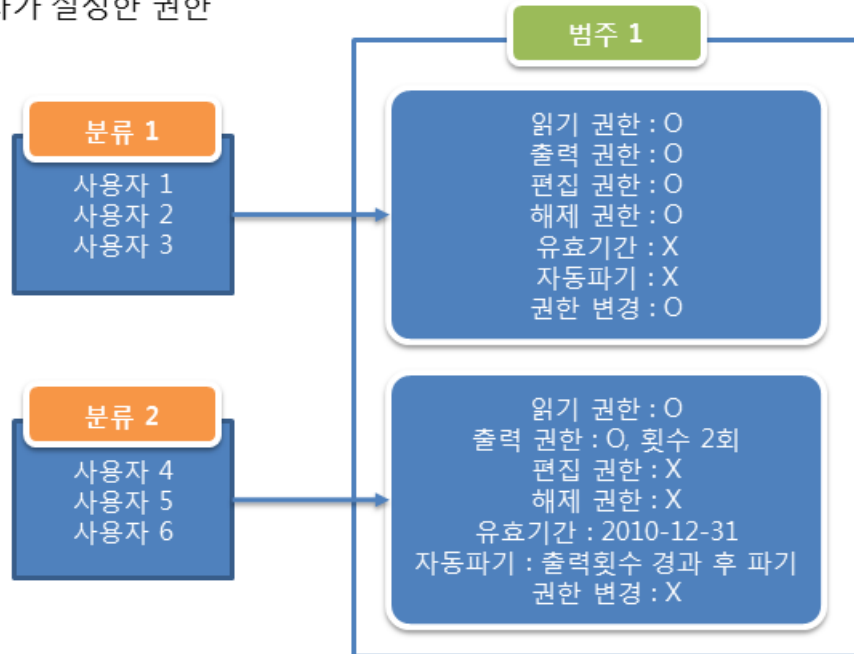 설정한 권한
범주 1
분류 1
사용자 1
사용자 2
사용자 3
읽기 권한 : O
출력 권한 : O
편집 권한 : O
해제 권한 : O
유효기간 : X
자동파기 : X
권한 변경 : O
분류 2
사용자 4
사용자 5
사용자 6
읽기 권한 : O
출력 권한 : O, 횟수 2회
편집 권한 : X
해제 권한 : X
유효기간 : 2010-12-31
자동파기 : 출력횟수 경과 후 파기
권한 변경 : X